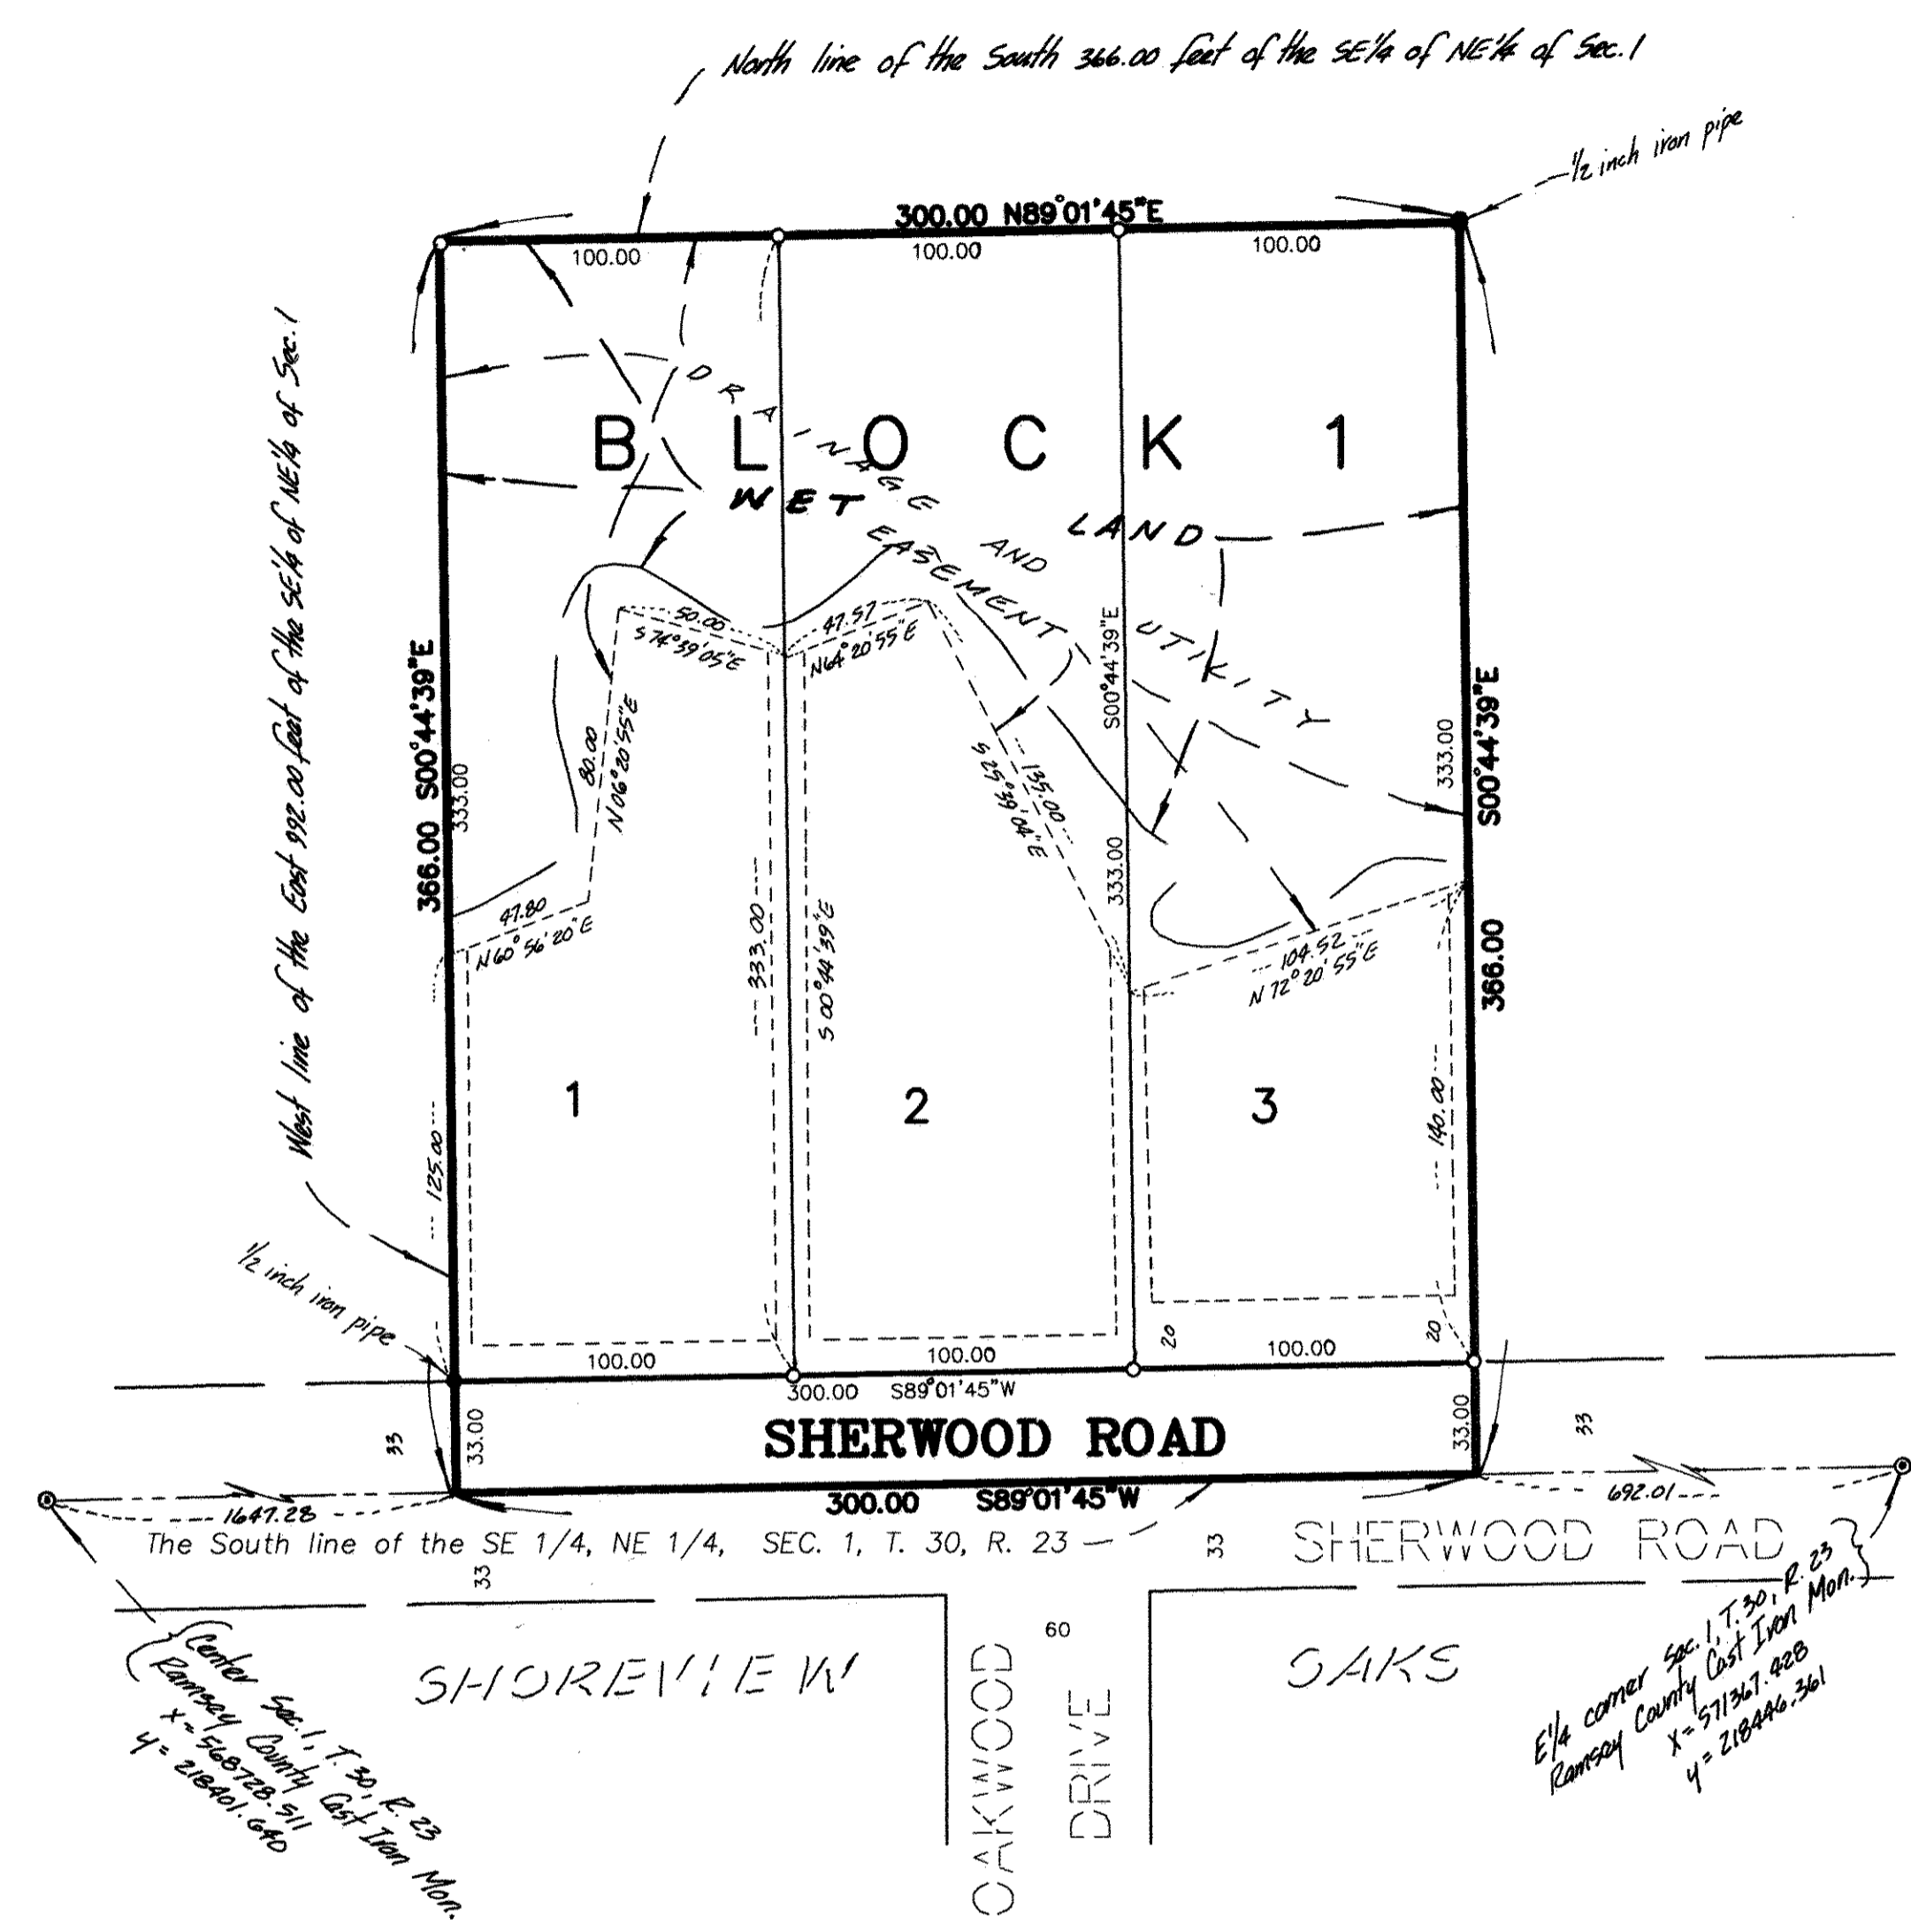 North line of the South 366.00 feet of the SE 1/4 of NE 1/4 of Sec. 1
1/2 inch iron pipe
300.00 N89°01'45"E
100.00
100.00
100.00
West line of the East 992.00 feet of the SE 1/4 of NE 1/4 of Sec. 1
366.00 S00°44'39"E
333.00
BLOCK 1
DRAINAGE AND UTILITY
EASEMENT
WET LAND
50.00
S74°39'05"E
47.57
N64°20'55"E
80.00
N06°20'55"E
47.80
N60°56'20"E
135.00
S00°44'39"E
333.00
333.00
S00°44'39"E
333.00
S00°44'39"E
366.00
104.52
N72°20'55"E
1
2
3
125.00
140.00
1/2 inch iron pipe
20
20
100.00
100.00
100.00
300.00 S89°01'45"W
SHERWOOD ROAD
33
33.00
33.00
33
300.00 S89°01'45"W
1647.28
692.01
The South line of the SE 1/4, NE 1/4, SEC. 1, T. 30, R. 23
33
33
SHERWOOD ROAD
60
SHOREVIEW OAKS
OAKWOOD
DRIVE
Center Sec. 1, T. 30, R. 23
Ramsey County Cast Iron Mon.
X = 568728.511
Y = 218401.640
E 1/4 corner Sec. 1, T. 30, R. 23
Ramsey County Cast Iron Mon.
X = 571367.428
Y = 218446.361